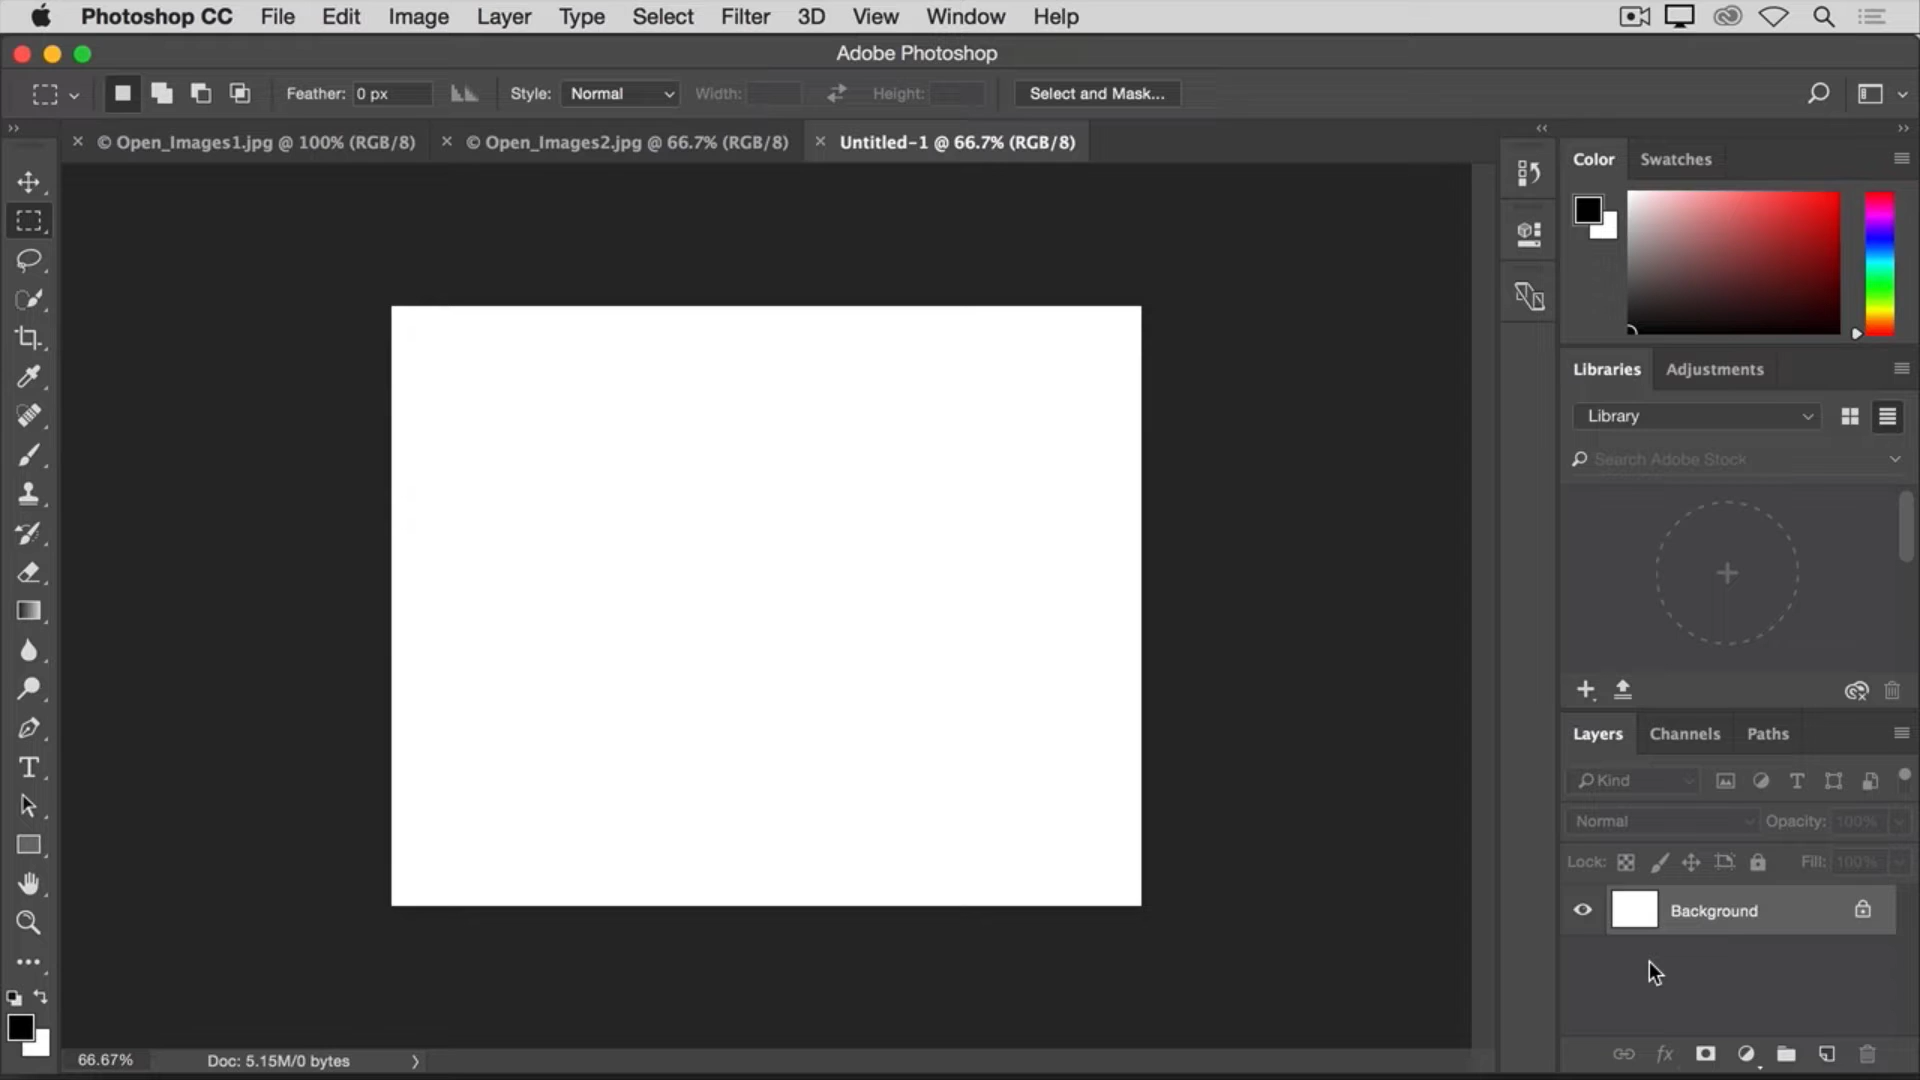 Photoshop CC File Edit Image Layer Type Select Filter 3D View Window Help
Adobe Photoshop
Feather: 0 px Style: Normal Width: Height: Select and Mask...
© Open_Images1.jpg @ 100% (RGB/8) © Open_Images2.jpg @ 66.7% (RGB/8) Untitled-1 @ 66.7% (RGB/8)
Color Swatches
Libraries Adjustments
Library
Search Adobe Stock
Layers Channels Paths
Kind
Normal Opacity: 100%
Lock: Fill: 100%
Background
66.67% Doc: 5.15M/0 bytes
fx